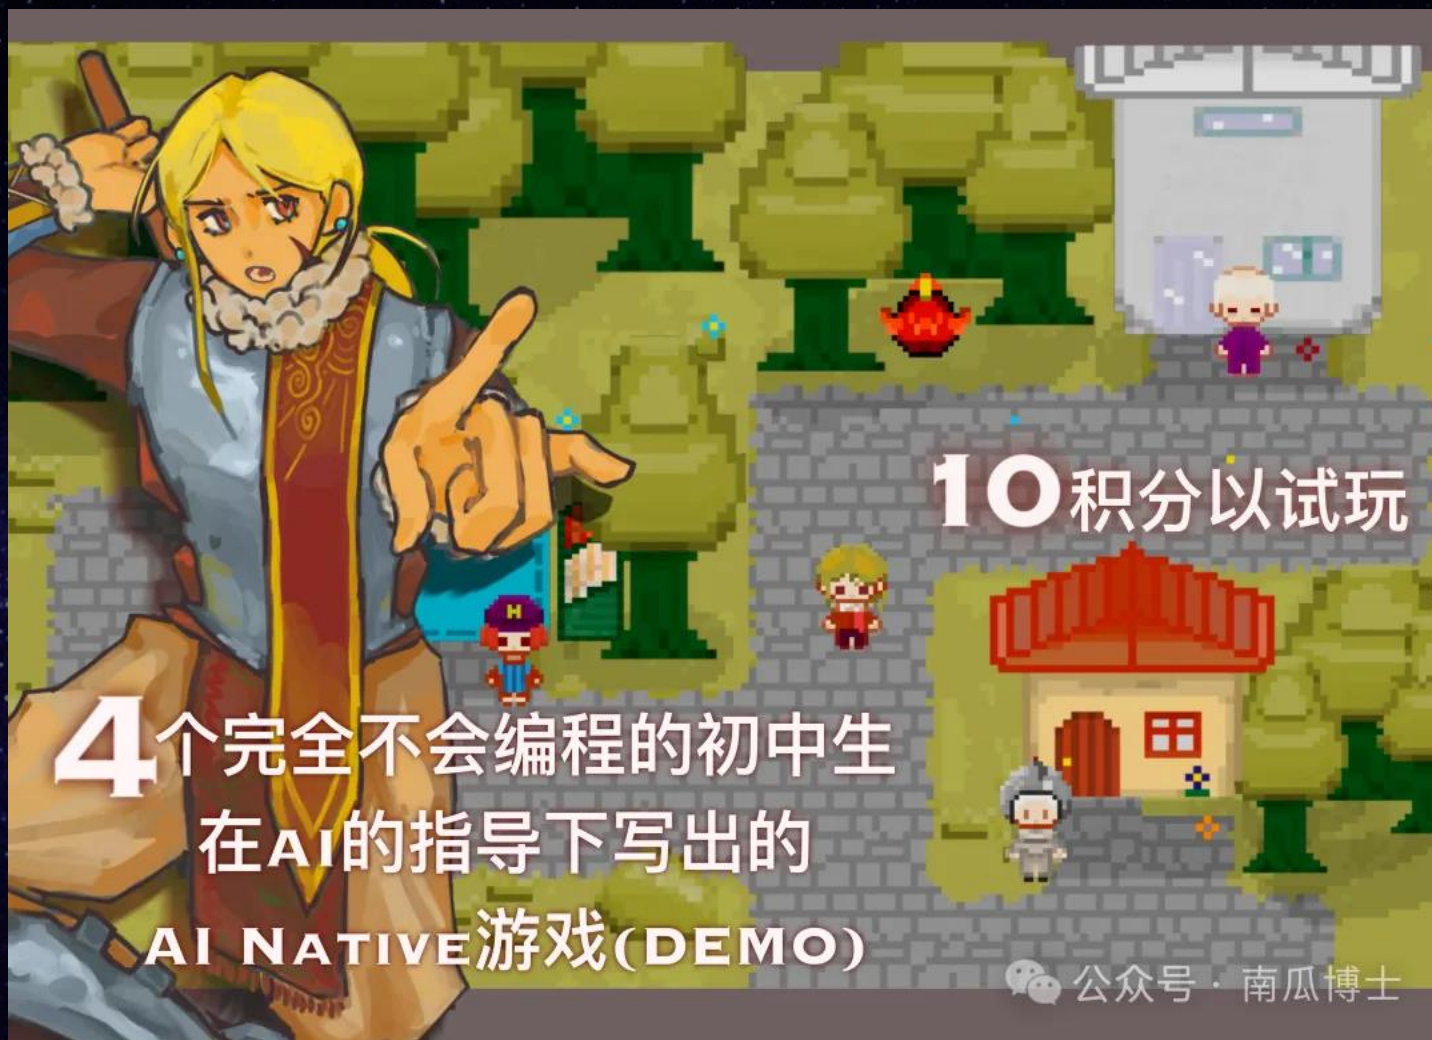 10积分以试玩
H
4个完全不会编程的初中生
在AI的指导下写出的
AI NATIVE游戏(DEMO)
公众号·南瓜博士